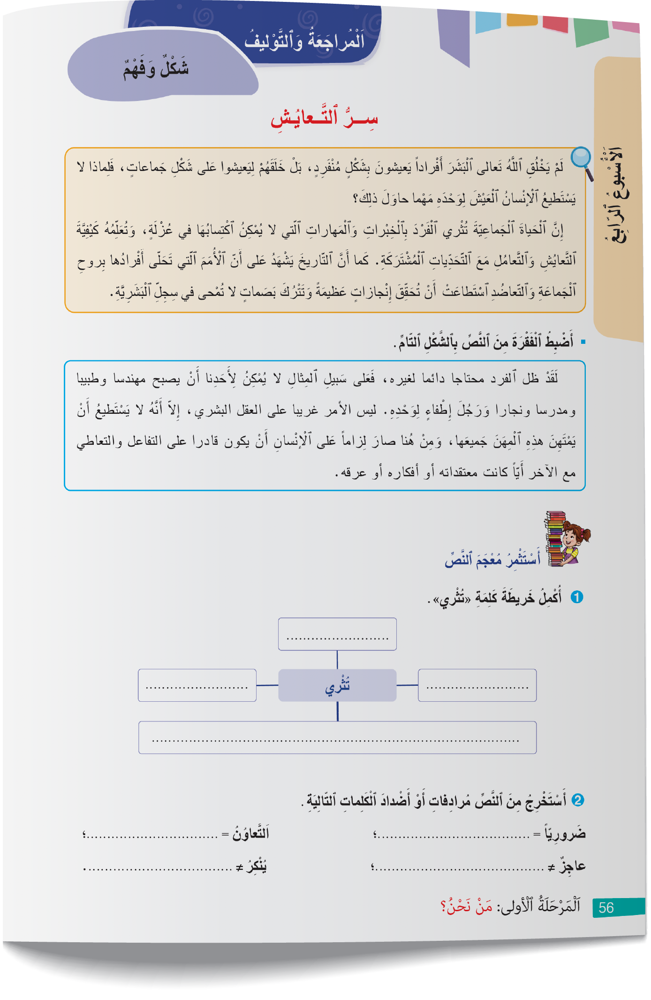 اَلْمُراجَعَةُ وَٱلتَّوْليفُ
شَكْلٌ وَفَهْمٌ
اَلْأُسْبوعُ ٱلرّابِعُ
سِـــرُّ ٱلتَّــعايُـشِ
لَمْ يَخْلُقِ ٱللَّهُ تَعالى ٱلْبَشَرَ أَفْراداً يَعيشونَ بِشَكْلٍ مُنْفَرِدٍ، بَلْ خَلَقَهُمْ لِيَعيشوا عَلى شَكْلِ جَماعاتٍ، فَلِماذا لا
يَسْتَطيعُ ٱلْإِنْسانُ ٱلْعَيْشَ لِوَحْدَهِ مَهْما حاوَلَ ذلِكَ؟
إِنَّ ٱلْحَياةَ ٱلْجَماعِيّةَ تُثْري ٱلْفَرْدَ بِٱلْخِبْراتِ وَٱلْمَهاراتِ ٱلّتي لا يُمْكِنُ ٱكْتِسابُهَا في عُزْلَةٍ، وَتُعَلِّمُهُ كَيْفِيَّةَ
ٱلتَّعايُشِ وَٱلتَّعامُلِ مَعَ ٱلتَّحَدِّياتِ ٱلْمُشْتَرَكَةِ. كَما أَنَّ ٱلتّاريخَ يَشْهَدُ عَلى أَنّ ٱلْأُمَمَ ٱلّتي تَحَلّى أَفْرادُها بِروحِ
ٱلْجَماعَةِ وَٱلتّعاضُدِ ٱسْتَطاعَتْ أَنْ تُحَقِّقَ إِنْجازاتٍ عَظيمَةً وَتَتْرُكَ بَصَماتٍ لا تُمْحى في سِجِلِّ ٱلْبَشَرِيَّةِ.
أَضْبِطُ ٱلْفَقْرَةَ مِنَ ٱلنَّصِّ بِٱلشَّكْلِ ٱلتّامِّ.
لَقَدْ ظل ٱلفرد محتاجا دائما لغيره، فَعَلى سَبيلِ ٱلمِثالِ لا يُمْكِنُ لِأَحَدِنا أَنْ يصبح مهندسا وطبيبا
ومدرسا ونجارا وَرَجُلَ إِطْفاءٍ لِوَحْدِهِ. ليس الأمر غريبا على العقل البشري، إِلاّ أَنَّهُ لا يَسْتَطيعُ أَنْ
يَمْتَهِنَ هذِهِ ٱلْمِهَنَ جَميعَها، وَمِنْ هُنا صارَ لِزاماً عَلى ٱلْإِنْسانِ أَنْ يكون قادرا على التفاعل والتعاطي
مع الآخر أَيّاً كانت معتقداته أو أفكاره أو عرقه.
أَسْتَثْمِرُ مُعْجَمَ ٱلنَّصِّ
1 أُكْمِلُ خَريطَةَ كَلِمَةِ «تُثْري».
.........................
......................... تُثْري .........................
..........................................................................................
2 أَسْتَخْرِجُ مِنَ ٱلنَّصِّ مُرادِفاتِ أَوْ أَضْدادَ ٱلْكَلِماتِ ٱلتّالِيَةِ.
ضَرورِيّاً = .....................................؛ اَلتَّعاوُنُ = ................................؛
عاجِزٌ ≠ .........................................؛ يُنْكِرُ ≠ ....................................
56 اَلْمَرْحَلَةُ ٱلْأولى: مَنْ نَحْنُ؟